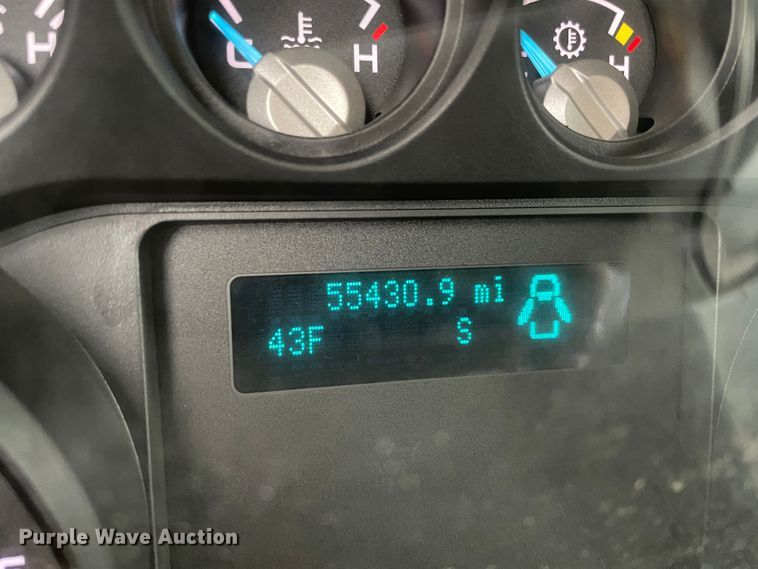 H C H H
55430.9 mi
43F S
Purple Wave Auction